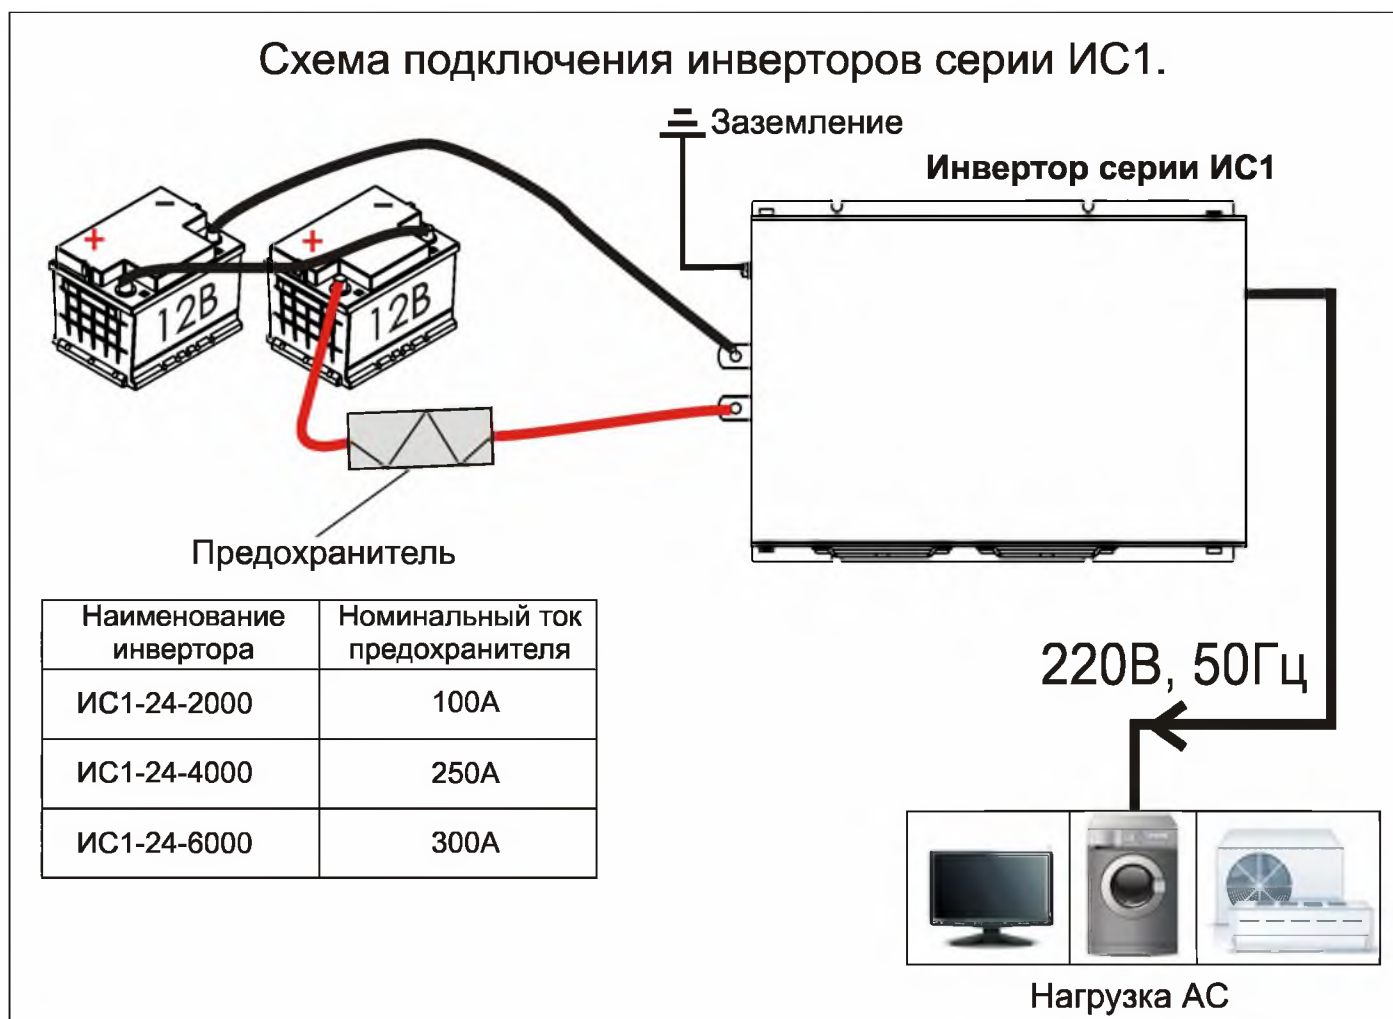 Схема подключения инверторов серии ИС1.
Заземление
Инвертор серии ИС1
12В
12В
Предохранитель
Наименование инвертора
Номинальный ток предохранителя
ИС1-24-2000
100А
ИС1-24-4000
250А
ИС1-24-6000
300А
220В, 50Гц
Нагрузка АС